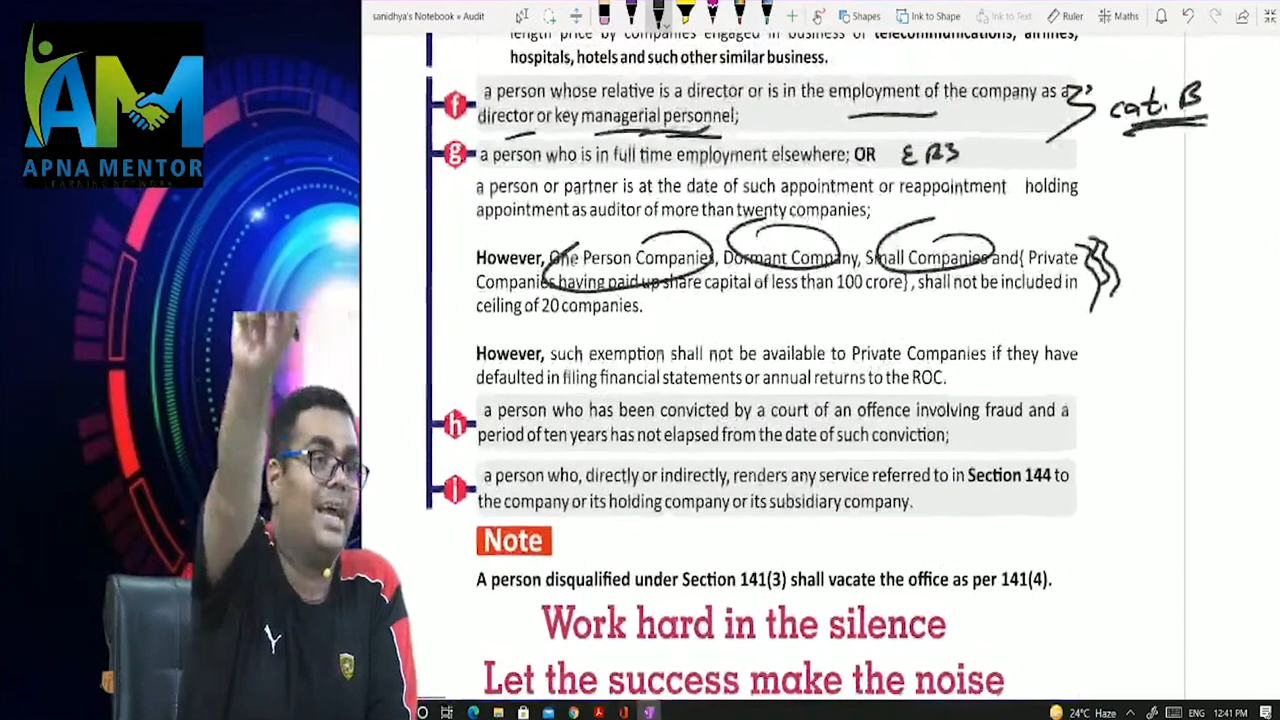 sanidhya's Notebook » Audit
Shapes
Ink to Shape
Ink to Text
Ruler
Maths
AM
APNA MENTOR
LEARNING NETWORK
length price by companies engaged in business of telecommunications, airlines,
hospitals, hotels and such other similar business.
f a person whose relative is a director or is in the employment of the company as a
director or key managerial personnel;
cat. B
g a person who is in full time employment elsewhere; OR
a person or partner is at the date of such appointment or reappointment holding
appointment as auditor of more than twenty companies;
However, One Person Companies, Dormant Company, Small Companies and{ Private
Companies having paid up share capital of less than 100 crore}, shall not be included in
ceiling of 20 companies.
However, such exemption shall not be available to Private Companies if they have
defaulted in filing financial statements or annual returns to the ROC.
h a person who has been convicted by a court of an offence involving fraud and a
period of ten years has not elapsed from the date of such conviction;
i a person who, directly or indirectly, renders any service referred to in Section 144 to
the company or its holding company or its subsidiary company.
Note
A person disqualified under Section 141(3) shall vacate the office as per 141(4).
Work hard in the silence
Let the success make the noise
24°C Haze
ENG
12:41 PM